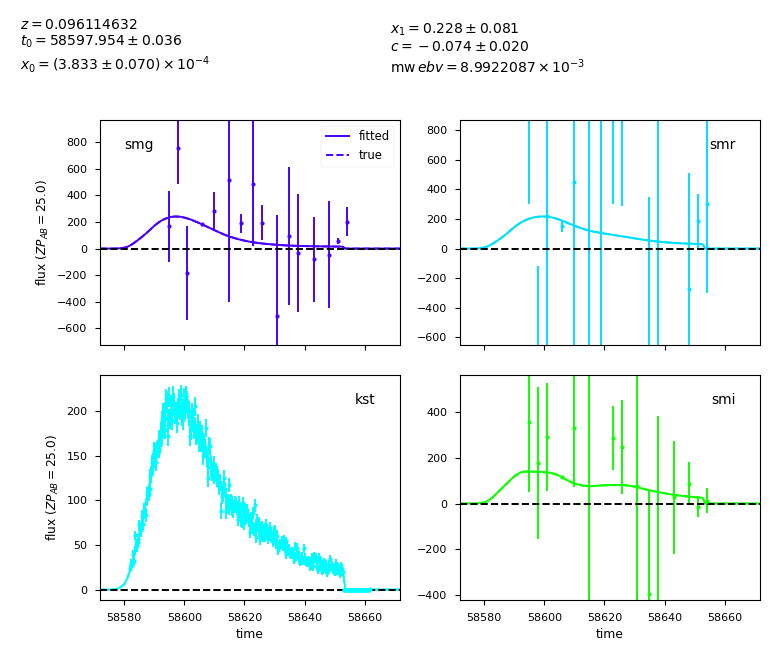 z = 0.096114632
t₀ = 58597.954 ± 0.036
x₀ = (3.833 ± 0.070) × 10⁻⁴
x₁ = 0.228 ± 0.081
c = −0.074 ± 0.020
mw ebv = 8.9922087 × 10⁻³
smg
fitted
true
800
600
400
200
0
−200
−400
−600
flux (ZP_AB = 25.0)
smr
800
600
400
200
0
−200
−400
−600
kst
200
150
100
50
0
flux (ZP_AB = 25.0)
58580 58600 58620 58640 58660
time
smi
400
200
0
−200
−400
58580 58600 58620 58640 58660
time